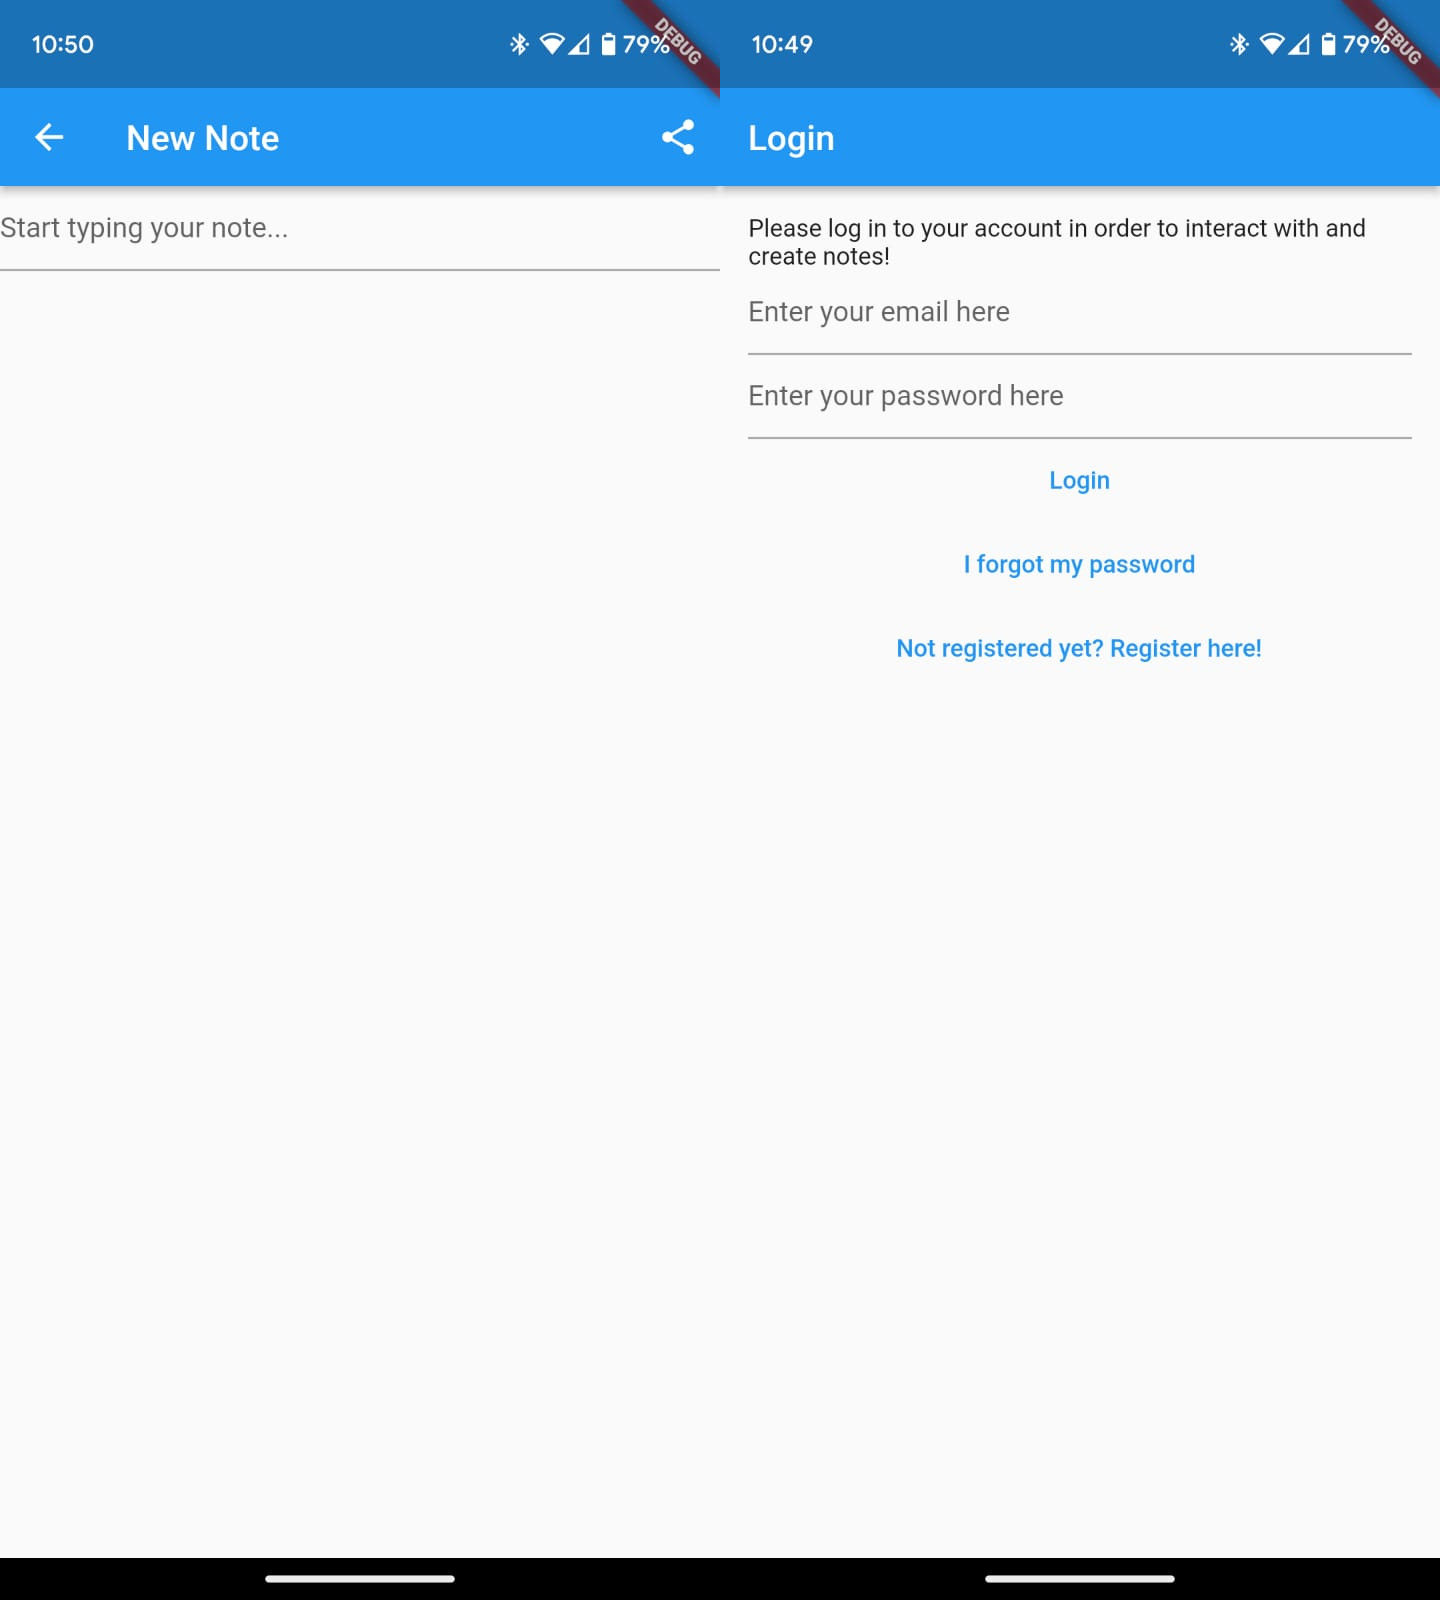 10:50
79%
DEBUG
New Note
Start typing your note...
10:49
79%
DEBUG
Login
Please log in to your account in order to interact with and
create notes!
Enter your email here
Enter your password here
Login
I forgot my password
Not registered yet? Register here!